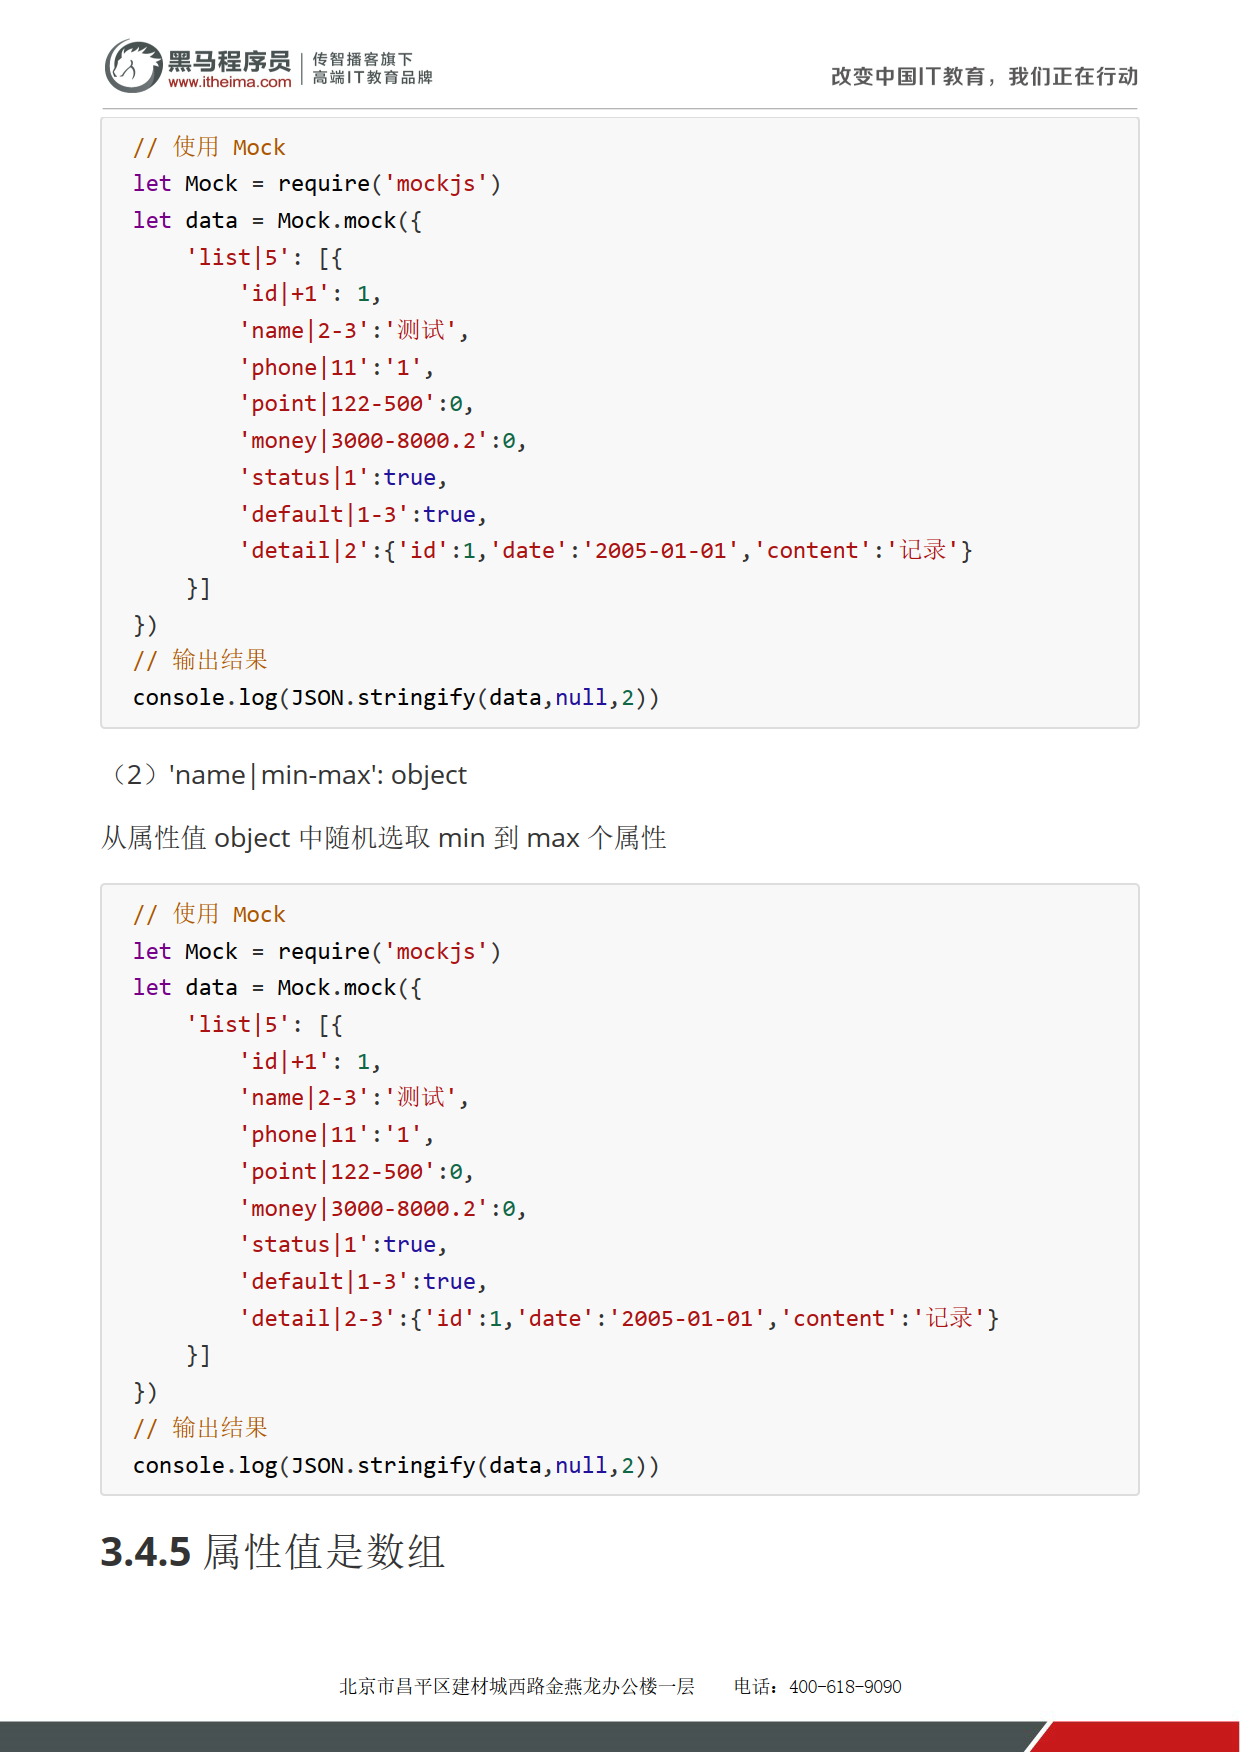 黑马程序员
www.itheima.com
传智播客旗下
高端IT教育品牌
改变中国IT教育，我们正在行动
// 使用 Mock
let Mock = require('mockjs')
let data = Mock.mock({
    'list|5': [{
        'id|+1': 1,
        'name|2-3':'测试',
        'phone|11':'1',
        'point|122-500':0,
        'money|3000-8000.2':0,
        'status|1':true,
        'default|1-3':true,
        'detail|2':{'id':1,'date':'2005-01-01','content':'记录'}
    }]
})
// 输出结果
console.log(JSON.stringify(data,null,2))
（2）'name|min-max': object
从属性值 object 中随机选取 min 到 max 个属性
// 使用 Mock
let Mock = require('mockjs')
let data = Mock.mock({
    'list|5': [{
        'id|+1': 1,
        'name|2-3':'测试',
        'phone|11':'1',
        'point|122-500':0,
        'money|3000-8000.2':0,
        'status|1':true,
        'default|1-3':true,
        'detail|2-3':{'id':1,'date':'2005-01-01','content':'记录'}
    }]
})
// 输出结果
console.log(JSON.stringify(data,null,2))
3.4.5 属性值是数组
北京市昌平区建材城西路金燕龙办公楼一层 电话：400-618-9090